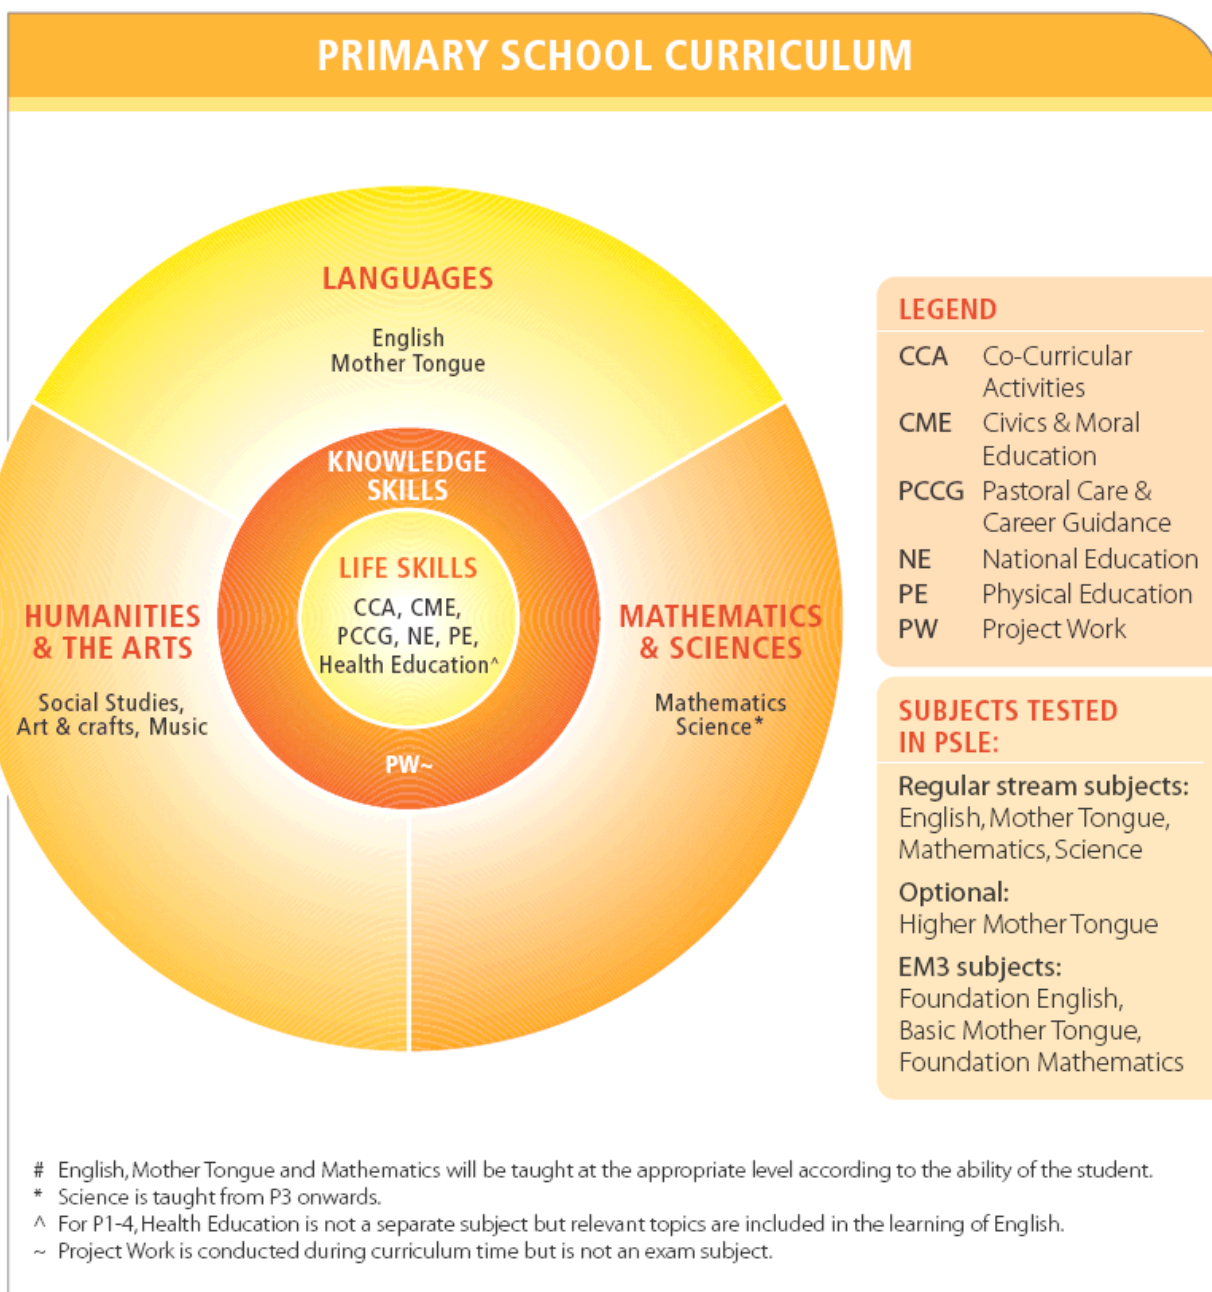 PRIMARY SCHOOL CURRICULUM
LANGUAGES
English
Mother Tongue
KNOWLEDGE
SKILLS
LIFE SKILLS
CCA, CME,
PCCG, NE, PE,
Health Education^
PW~
HUMANITIES
& THE ARTS
Social Studies,
Art & crafts, Music
MATHEMATICS
& SCIENCES
Mathematics
Science*
LEGEND
CCA Co-Curricular
Activities
CME Civics & Moral
Education
PCCG Pastoral Care &
Career Guidance
NE National Education
PE Physical Education
PW Project Work
SUBJECTS TESTED
IN PSLE:
Regular stream subjects:
English, Mother Tongue,
Mathematics, Science
Optional:
Higher Mother Tongue
EM3 subjects:
Foundation English,
Basic Mother Tongue,
Foundation Mathematics
# English, Mother Tongue and Mathematics will be taught at the appropriate level according to the ability of the student.
* Science is taught from P3 onwards.
^ For P1-4, Health Education is not a separate subject but relevant topics are included in the learning of English.
~ Project Work is conducted during curriculum time but is not an exam subject.